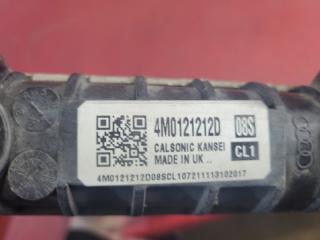 4M0121212D 08S
CALSONIC KANSEI
MADE IN UK .. CL1
4M0121212D08SCL107211113102017